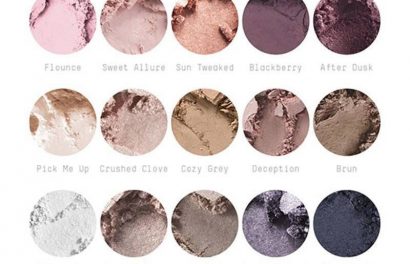 Flounce Sweet Allure Sun Tweaked Blackberry After Dusk
Pick Me Up Crushed Clove Cozy Grey Deception Brun